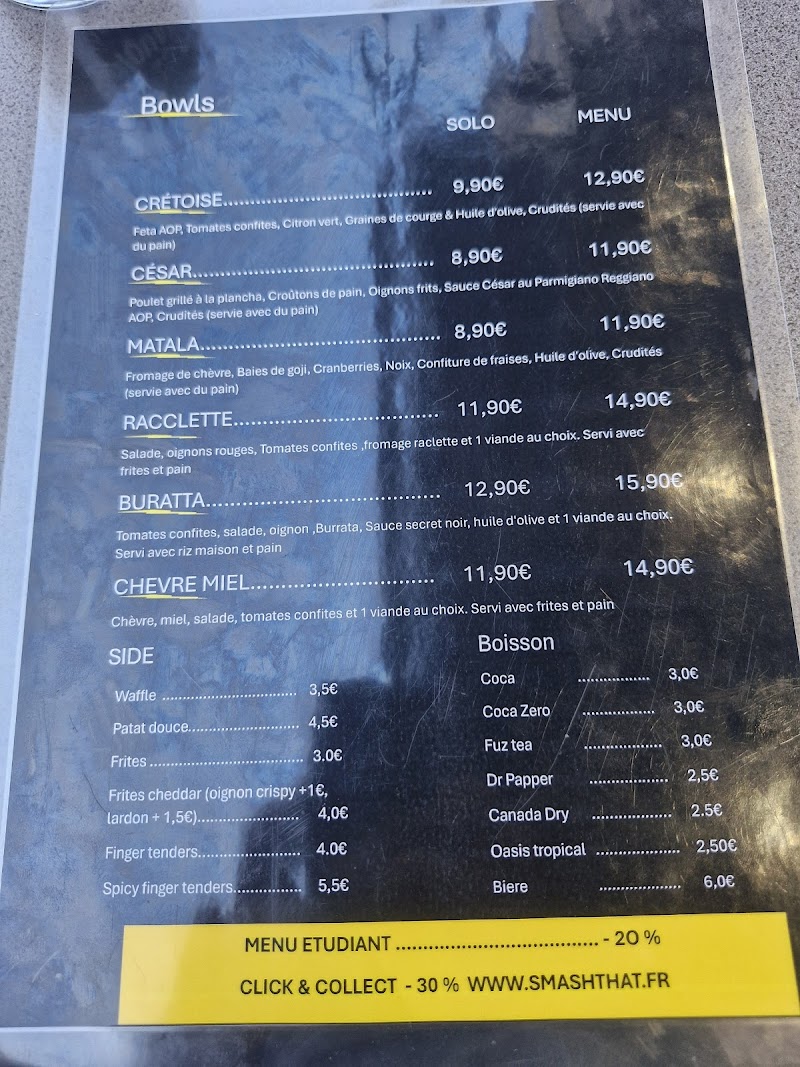 Bowls
SOLO MENU
CRÉTOISE................................... 9,90€ 12,90€
Feta AOP, Tomates confites, Citron vert, Graines de courge & Huile d'olive, Crudités (servie avec
du pain)
CÉSAR......................................... 8,90€ 11,90€
Poulet grillé à la plancha, Croûtons de pain, Oignons frits, Sauce César au Parmigiano Reggiano
AOP, Crudités (servie avec du pain)
MATALA........................................ 8,90€ 11,90€
Fromage de chèvre, Baies de goji, Cranberries, Noix, Confiture de fraises, Huile d'olive, Crudités
(servie avec du pain)
RACCLETTE.................................. 11,90€ 14,90€
Salade, oignons rouges, Tomates confites ,fromage raclette et 1 viande au choix. Servi avec
frites et pain
BURATTA....................................... 12,90€ 15,90€
Tomates confites, salade, oignon ,Burrata, Sauce secret noir, huile d'olive et 1 viande au choix.
Servi avec riz maison et pain
CHEVRE MIEL............................... 11,90€ 14,90€
Chèvre, miel, salade, tomates confites et 1 viande au choix. Servi avec frites et pain
SIDE
Waffle ................................ 3,5€
Patat douce.......................... 4,5€
Frites.................................... 3.0€
Frites cheddar (oignon crispy +1€,
lardon + 1,5€)........................ 4,0€
Finger tenders........................ 4.0€
Spicy finger tenders................ 5,5€
Boisson
Coca .................. 3,0€
Coca Zero .................. 3,0€
Fuz tea ................... 3,0€
Dr Papper ................... 2,5€
Canada Dry ................... 2.5€
Oasis tropical .................... 2,50€
Biere .................... 6,0€
MENU ETUDIANT ..................................... - 20 %
CLICK & COLLECT - 30 % WWW.SMASHTHAT.FR